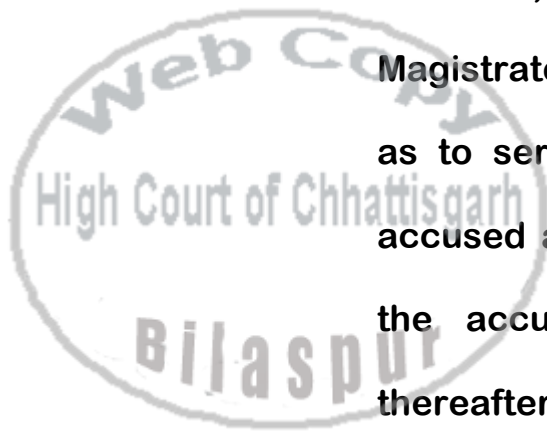 Web Copy
High Court of Chhattisgarh
Bilaspur
Magistrate
as to ser
accused a
the accu
thereafter